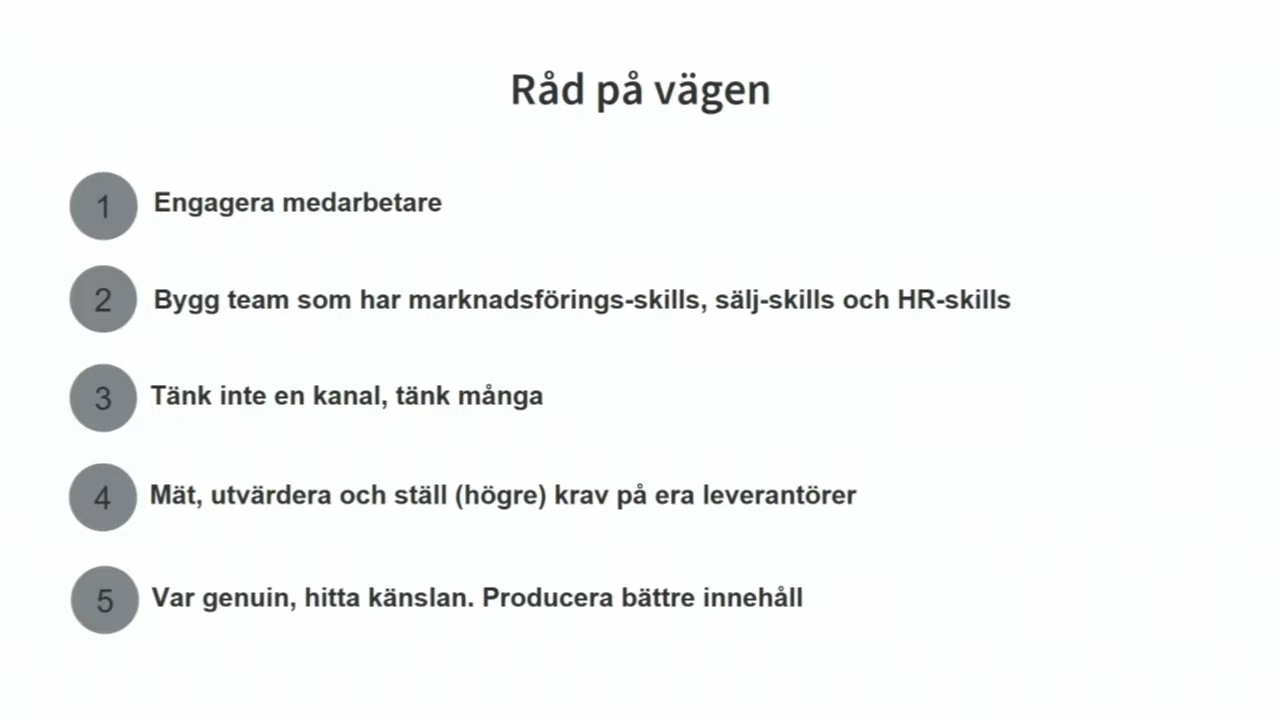 Råd på vägen
1 Engagera medarbetare
2 Bygg team som har marknadsförings-skills, sälj-skills och HR-skills
3 Tänk inte en kanal, tänk många
4 Mät, utvärdera och ställ (högre) krav på era leverantörer
5 Var genuin, hitta känslan. Producera bättre innehåll